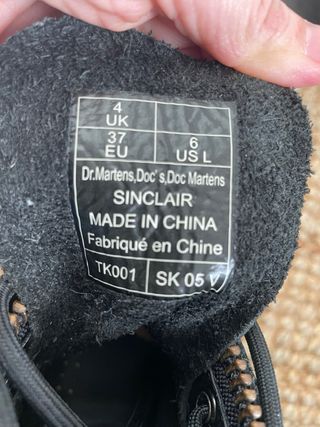 4
UK
37
EU
6
US L
Dr.Martens,Doc's,Doc Martens
SINCLAIR
MADE IN CHINA
Fabriqué en Chine
TK001
SK 05 V